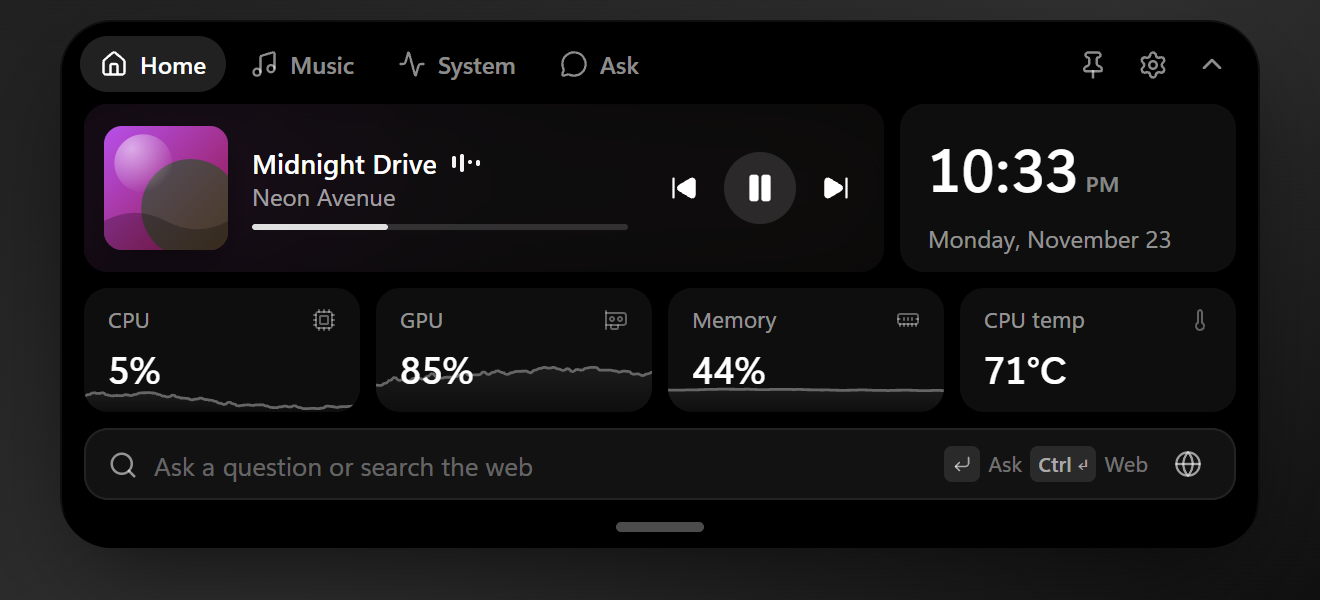 Home Music System Ask
Midnight Drive
Neon Avenue
10:33 PM
Monday, November 23
CPU
5%
GPU
85%
Memory
44%
CPU temp
71°C
Ask a question or search the web
Ask Ctrl Web